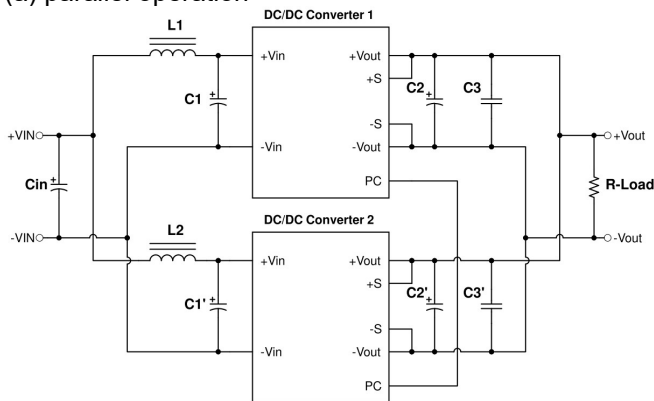 (a) parallel operation
DC/DC Converter 1
L1
+Vin
+Vout
+S
C1
+
C2
+
C3
-S
+VIN
-Vin
-Vout
+Vout
Cin
+
PC
R-Load
DC/DC Converter 2
-VIN
L2
-Vout
+Vin
+Vout
+S
C1'
+
C2'
+
C3'
-S
-Vin
-Vout
PC